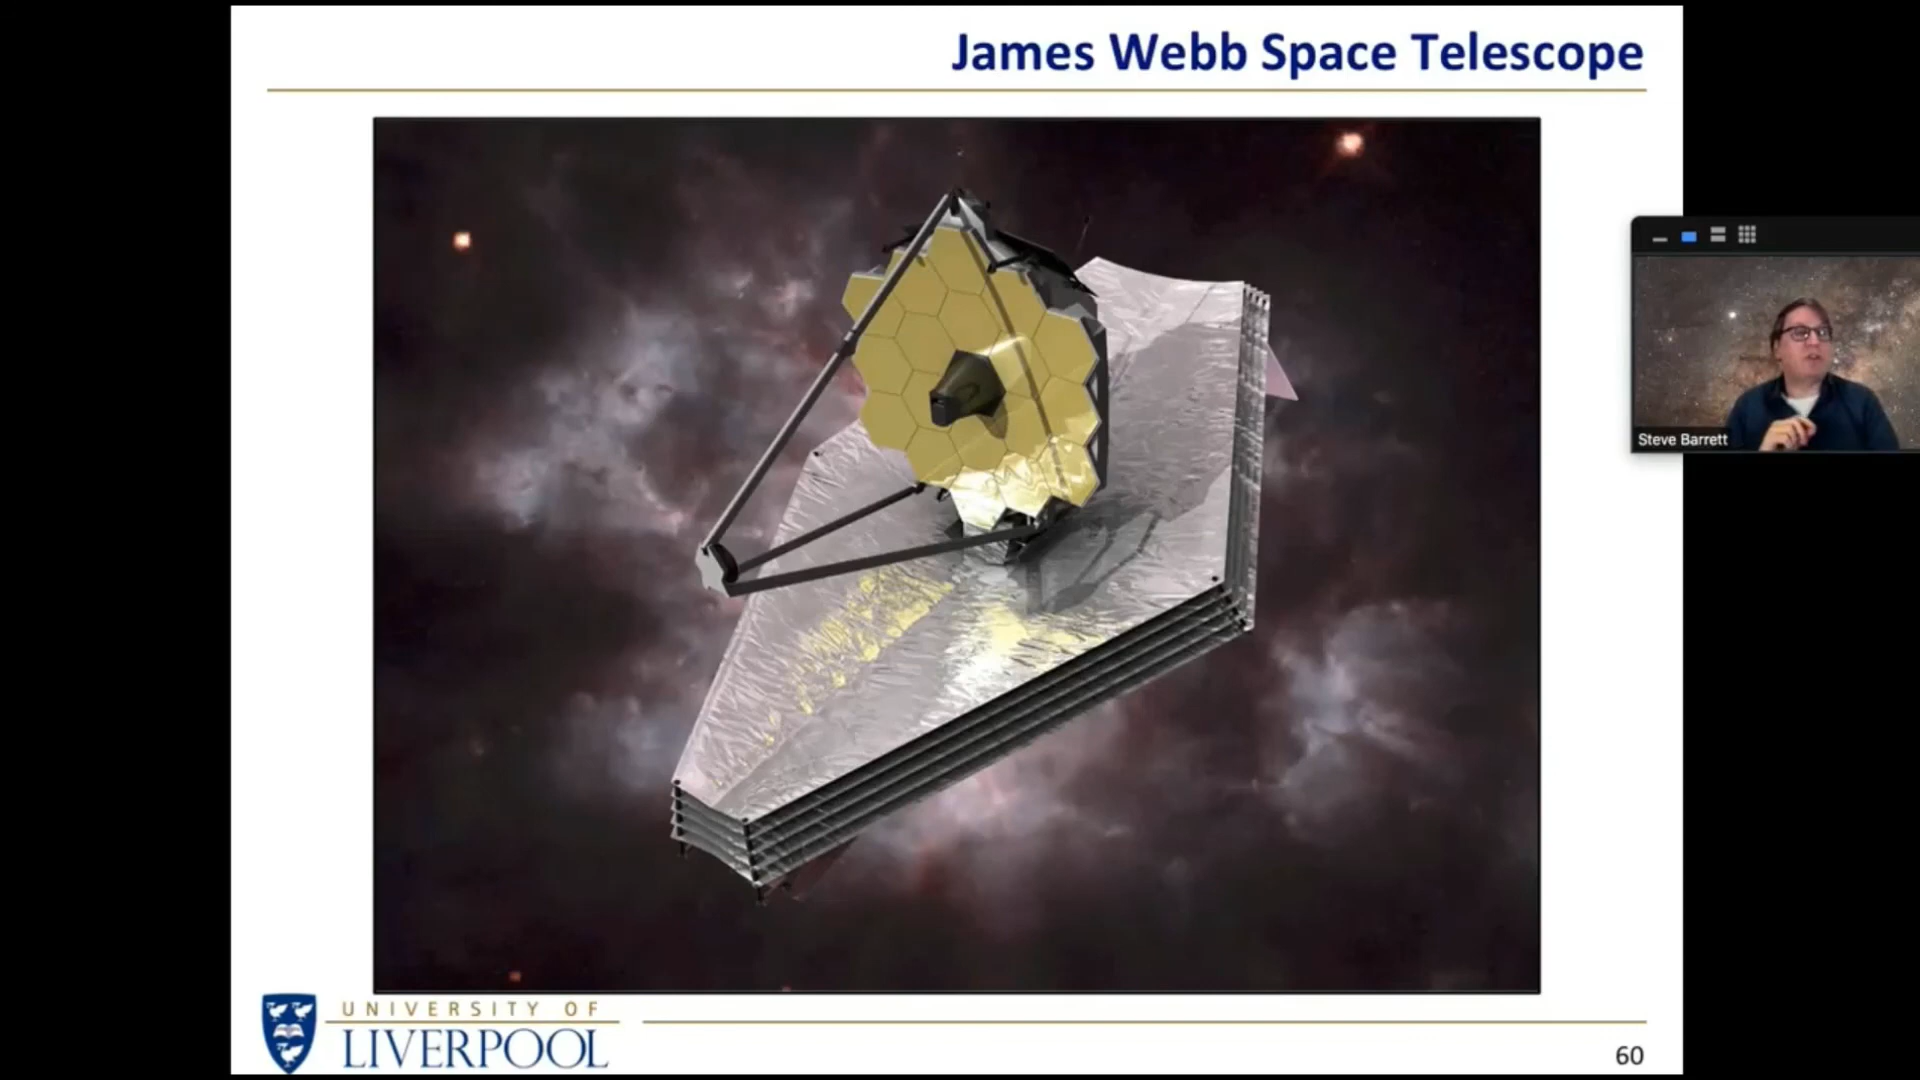 James Webb Space Telescope
Steve Barrett
UNIVERSITY OF
LIVERPOOL
60